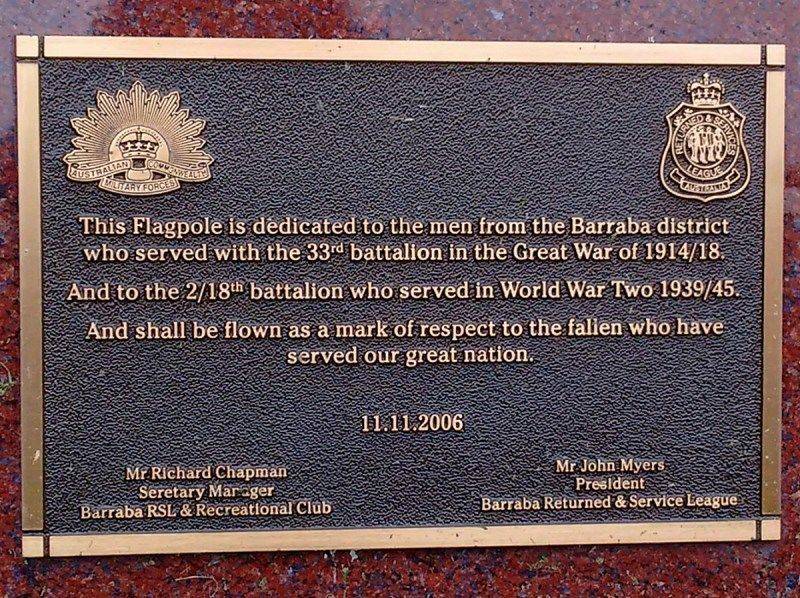 AUSTRALIAN COMMONWEALTH
MILITARY FORCES
RETURNED & SERVICES
LEAGUE
AUSTRALIA
This Flagpole is dedicated to the men from the Barraba district
who served with the 33rd battalion in the Great War of 1914/18.
And to the 2/18th battalion who served in World War Two 1939/45.
And shall be flown as a mark of respect to the fallen who have
served our great nation.
11.11.2006
Mr Richard Chapman
Seretary Manager
Barraba RSL & Recreational Club
Mr John Myers
President
Barraba Returned & Service League